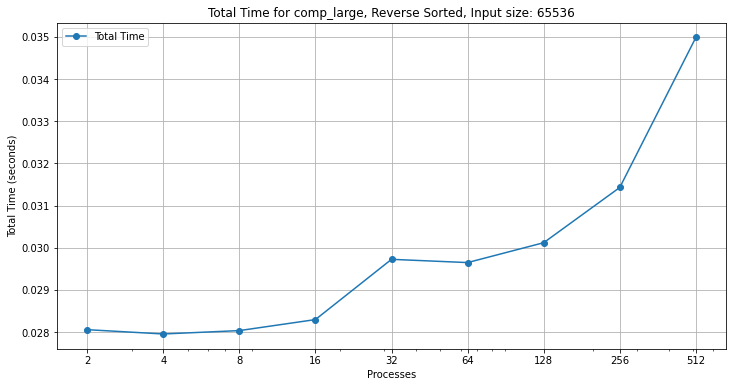 Total Time for comp_large, Reverse Sorted, Input size: 65536
Total Time
0.035
0.034
0.033
0.032
0.031
0.030
0.029
0.028
Total Time (seconds)
2 4 8 16 32 64 128 256 512
Processes